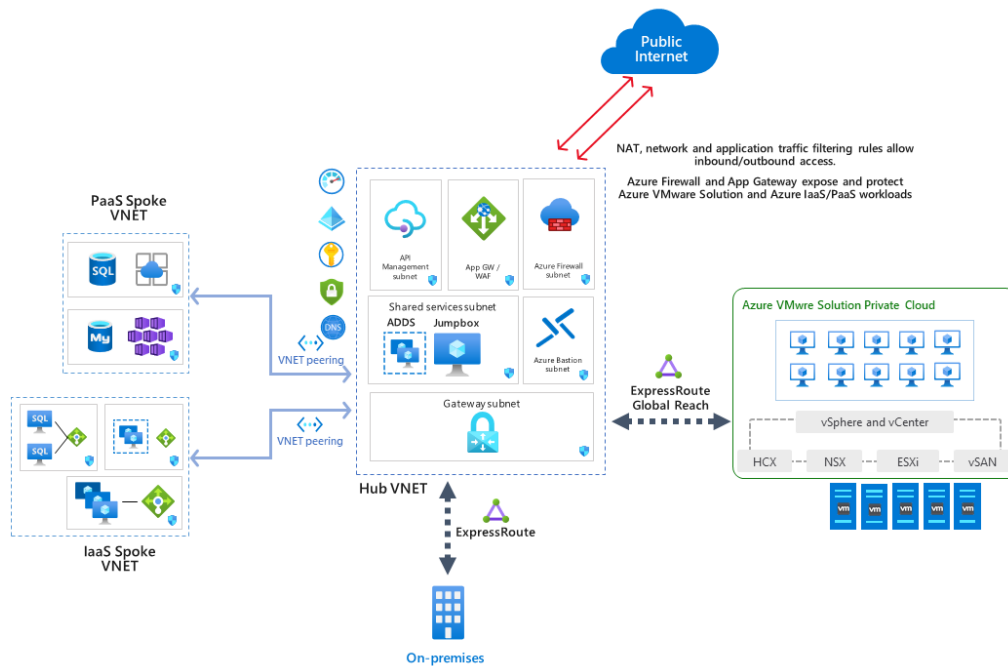 Public
Internet
NAT, network and application traffic filtering rules allow
inbound/outbound access.
Azure Firewall and App Gateway expose and protect
Azure VMware Solution and Azure IaaS/PaaS workloads
PaaS Spoke
VNET
SQL
My
API
Management
subnet
App GW /
WAF
Azure Firewall
subnet
Shared services subnet
ADDS
Jumpbox
Azure Bastion
subnet
Gateway subnet
DNS
VNET peering
VNET peering
Hub VNET
SQL
SQL
IaaS Spoke
VNET
ExpressRoute
Global Reach
ExpressRoute
On-premises
Azure VMwre Solution Private Cloud
vSphere and vCenter
HCX
NSX
ESXi
vSAN
vm
vm
vm
vm
vm